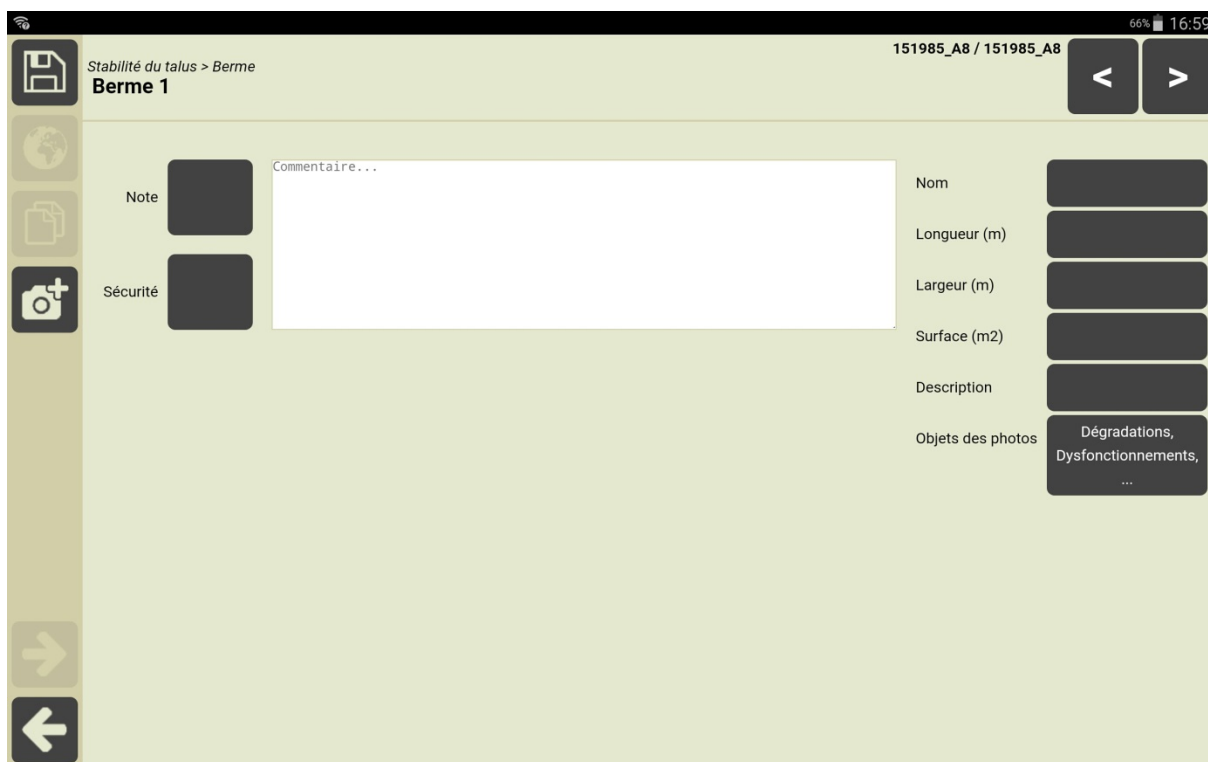 66% 16:59
Stabilité du talus > Berme
Berme 1
151985_A8 / 151985_A8
<
>
Note
Sécurité
Commentaire...
Nom
Longueur (m)
Largeur (m)
Surface (m2)
Description
Objets des photos
Dégradations,
Dysfonctionnements,
...